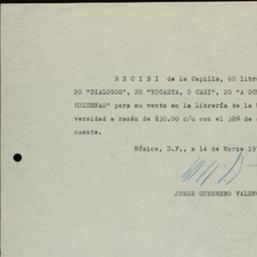 R E C I B I de La Capilla, 60 libr
20 "DIALOGOS", 20 "YOCASTA, O CASI", 20 "A OC
COLUMNAS" para su venta en la Librería de la
versidad a razón de $30.00 c/u con el 30% de
cuento.
México, D.F., a 14 de Marzo 19
JORGE GUERRERO VALEN